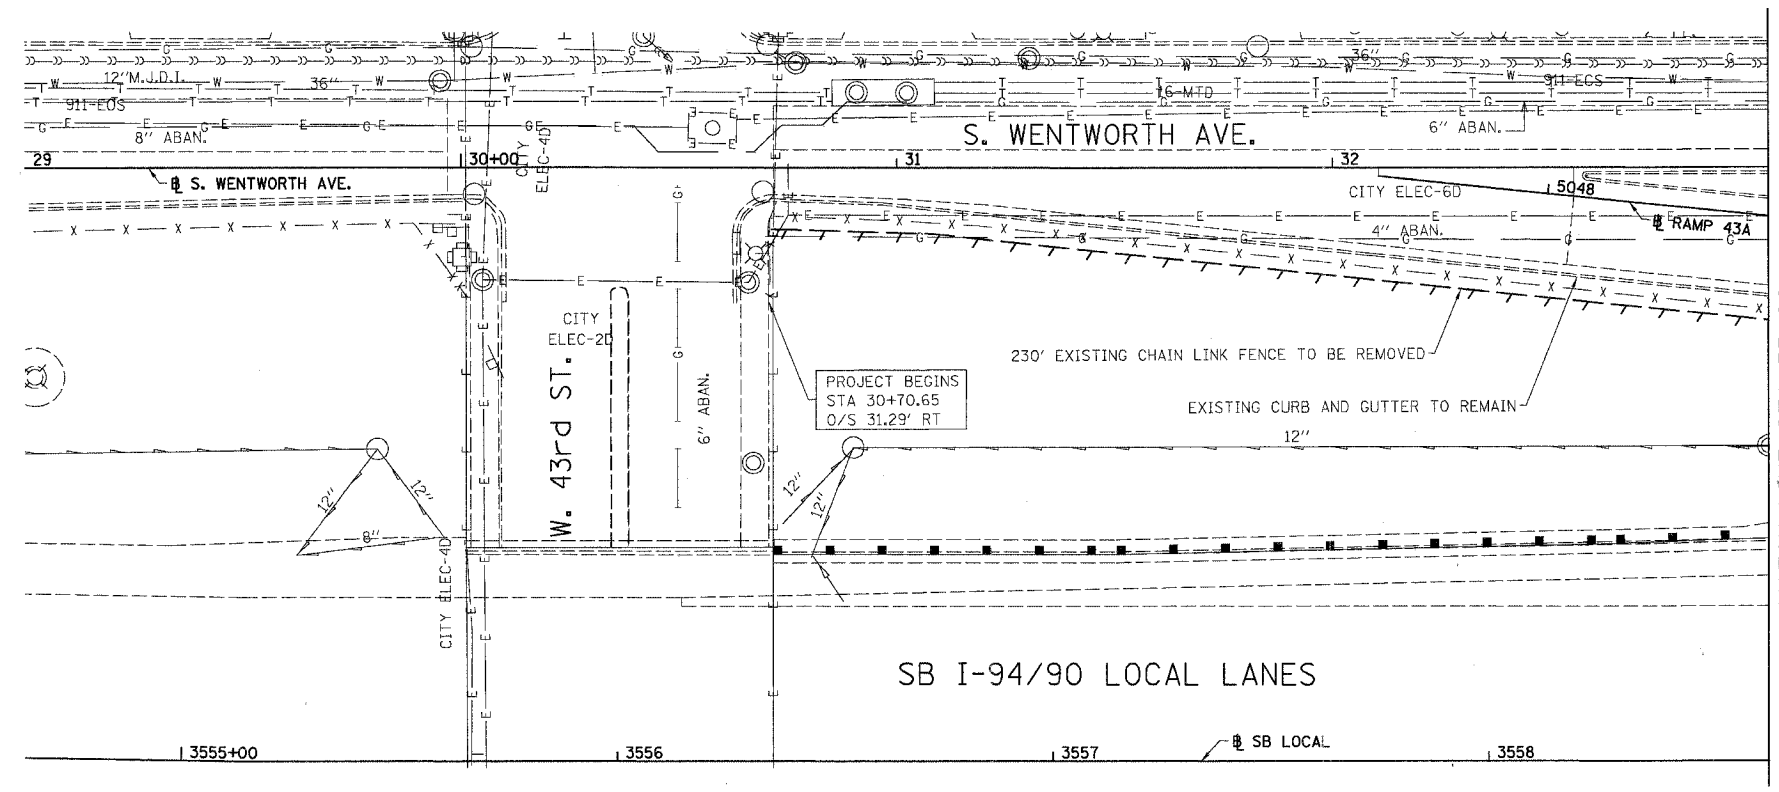 36"
12"M.J.D.I.
36"
911-ECS
911-EOS
16-MTD
8" ABAN.
CITY
ELEC-4D
S. WENTWORTH AVE.
6" ABAN.
29
30+00
31
32
℄ S. WENTWORTH AVE.
CITY ELEC-6D
5048
℄ RAMP 43A
4" ABAN.
CITY
ELEC-2D
230' EXISTING CHAIN LINK FENCE TO BE REMOVED
W. 43rd ST.
6" ABAN.
PROJECT BEGINS
STA 30+70.65
O/S 31.29' RT
EXISTING CURB AND GUTTER TO REMAIN
12"
12"
12"
12"
12"
8"
CITY ELEC-4D
SB I-94/90 LOCAL LANES
3555+00
3556
3557
℄ SB LOCAL
3558